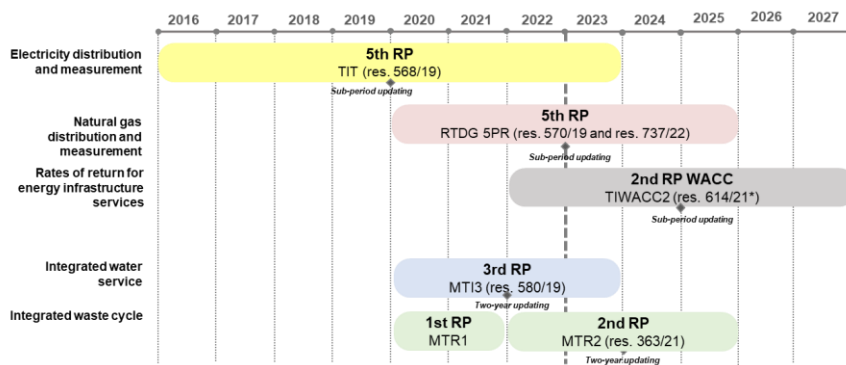 2016 2017 2018 2019 2020 2021 2022 2023 2024 2025 2026 2027
Electricity distribution
and measurement
5th RP
TIT (res. 568/19)
Sub-period updating
Natural gas
distribution and
measurement
5th RP
RTDG 5PR (res. 570/19 and res. 737/22)
Sub-period updating
Rates of return for
energy infrastructure
services
2nd RP WACC
TIWACC2 (res. 614/21*)
Sub-period updating
Integrated water
service
3rd RP
MTI3 (res. 580/19)
Two-year updating
Integrated waste cycle
1st RP
MTR1
2nd RP
MTR2 (res. 363/21)
Two-year updating